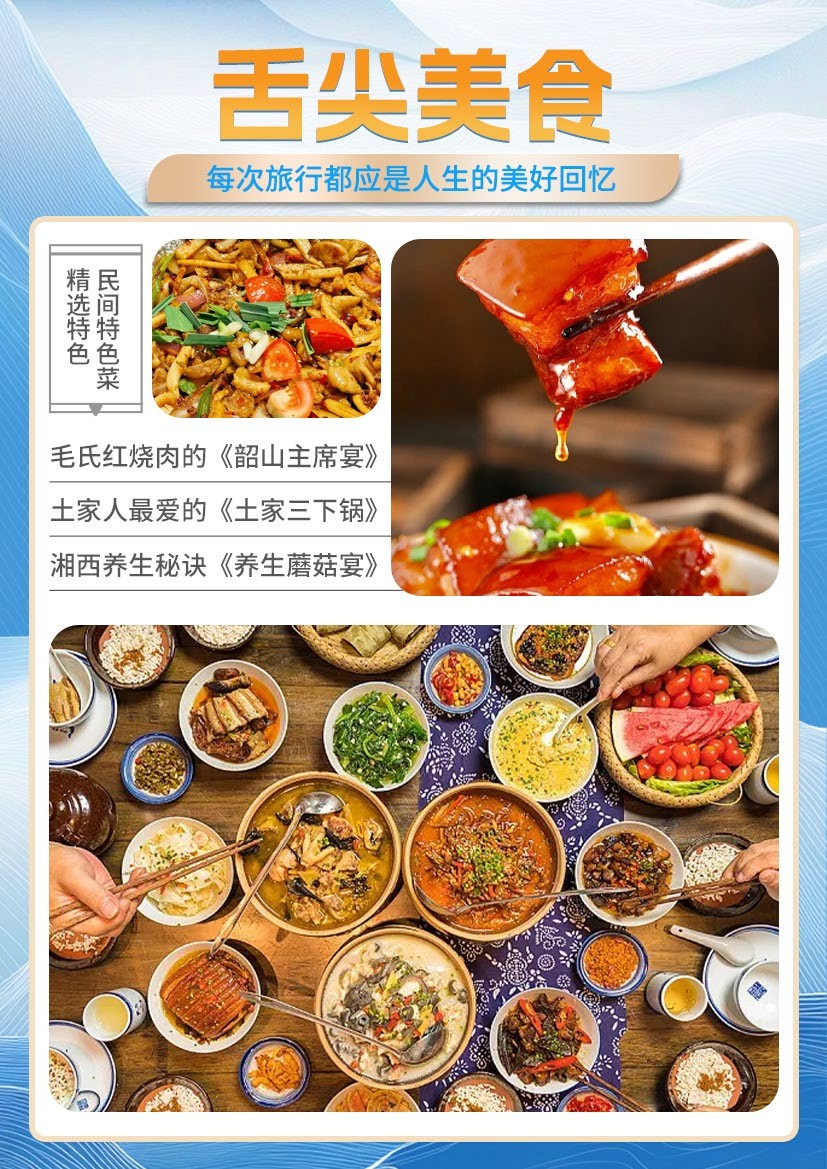 舌尖美食
每次旅行都应是人生的美好回忆
民间特色菜
精选特色
毛氏红烧肉的《韶山主席宴》
土家人最爱的《土家三下锅》
湘西养生秘诀《养生蘑菇宴》